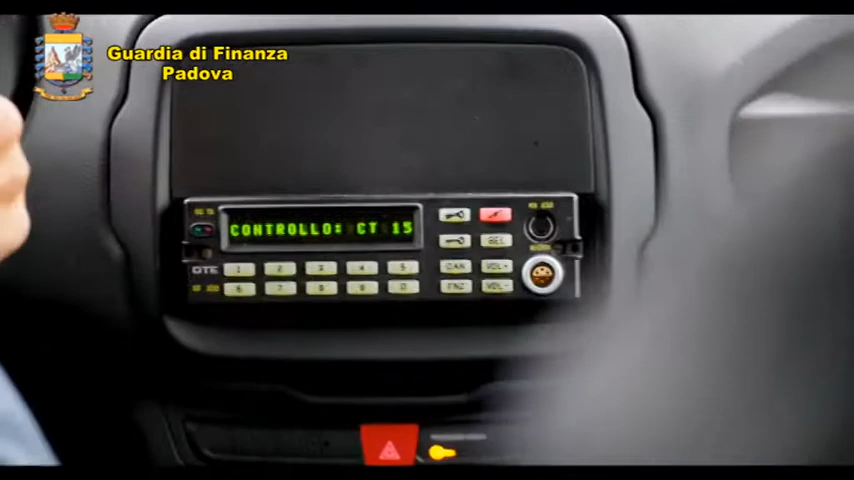 Guardia di Finanza
Padova
CONTROLLO: CT 15
OTE
1 2 3 4 5
6 7 8 9 0
SEL
CAN VOL+
FNZ VOL-